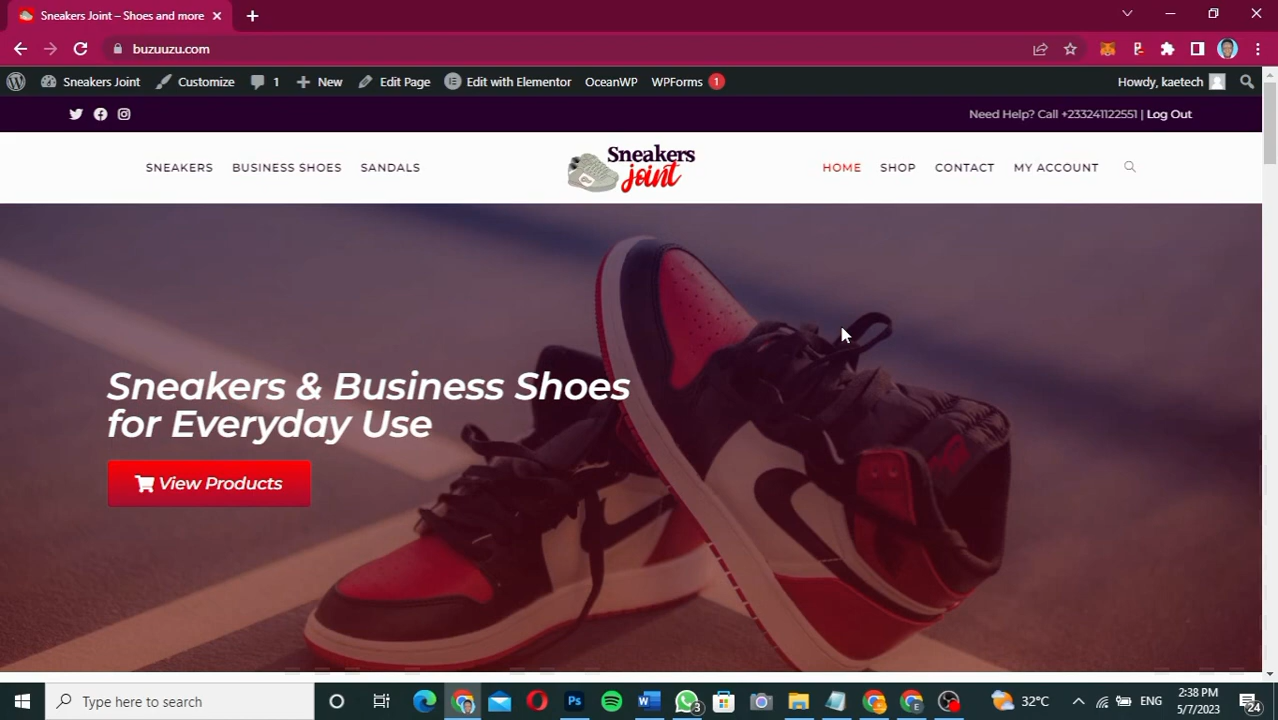 Sneakers Joint – Shoes and more
buzuuzu.com
Sneakers Joint Customize 1 New Edit Page Edit with Elementor OceanWP WPForms 1 Howdy, kaetech
Need Help? Call +233241122551 | Log Out
SNEAKERS BUSINESS SHOES SANDALS Sneakers joint HOME SHOP CONTACT MY ACCOUNT
Sneakers & Business Shoes
for Everyday Use
View Products
Type here to search Ps W 3 E 32°C ENG 2:38 PM
5/7/2023 24